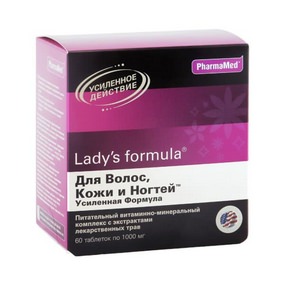 PharmaMed®
УСИЛЕННОЕ
ДЕЙСТВИЕ
Lady's formula®
Для Волос,
Кожи и Ногтей™
Усиленная Формула
Питательный витаминно-минеральный
комплекс с экстрактами
лекарственных трав
60 таблеток по 1000 мг